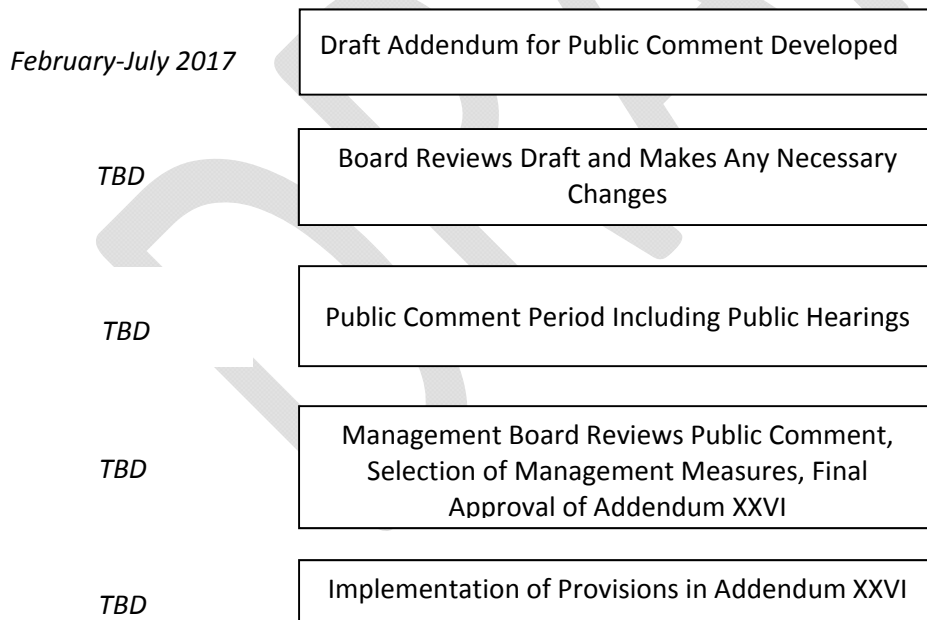 February-July 2017
Draft Addendum for Public Comment Developed
TBD
Board Reviews Draft and Makes Any Necessary
Changes
TBD
Public Comment Period Including Public Hearings
TBD
Management Board Reviews Public Comment,
Selection of Management Measures, Final
Approval of Addendum XXVI
TBD
Implementation of Provisions in Addendum XXVI